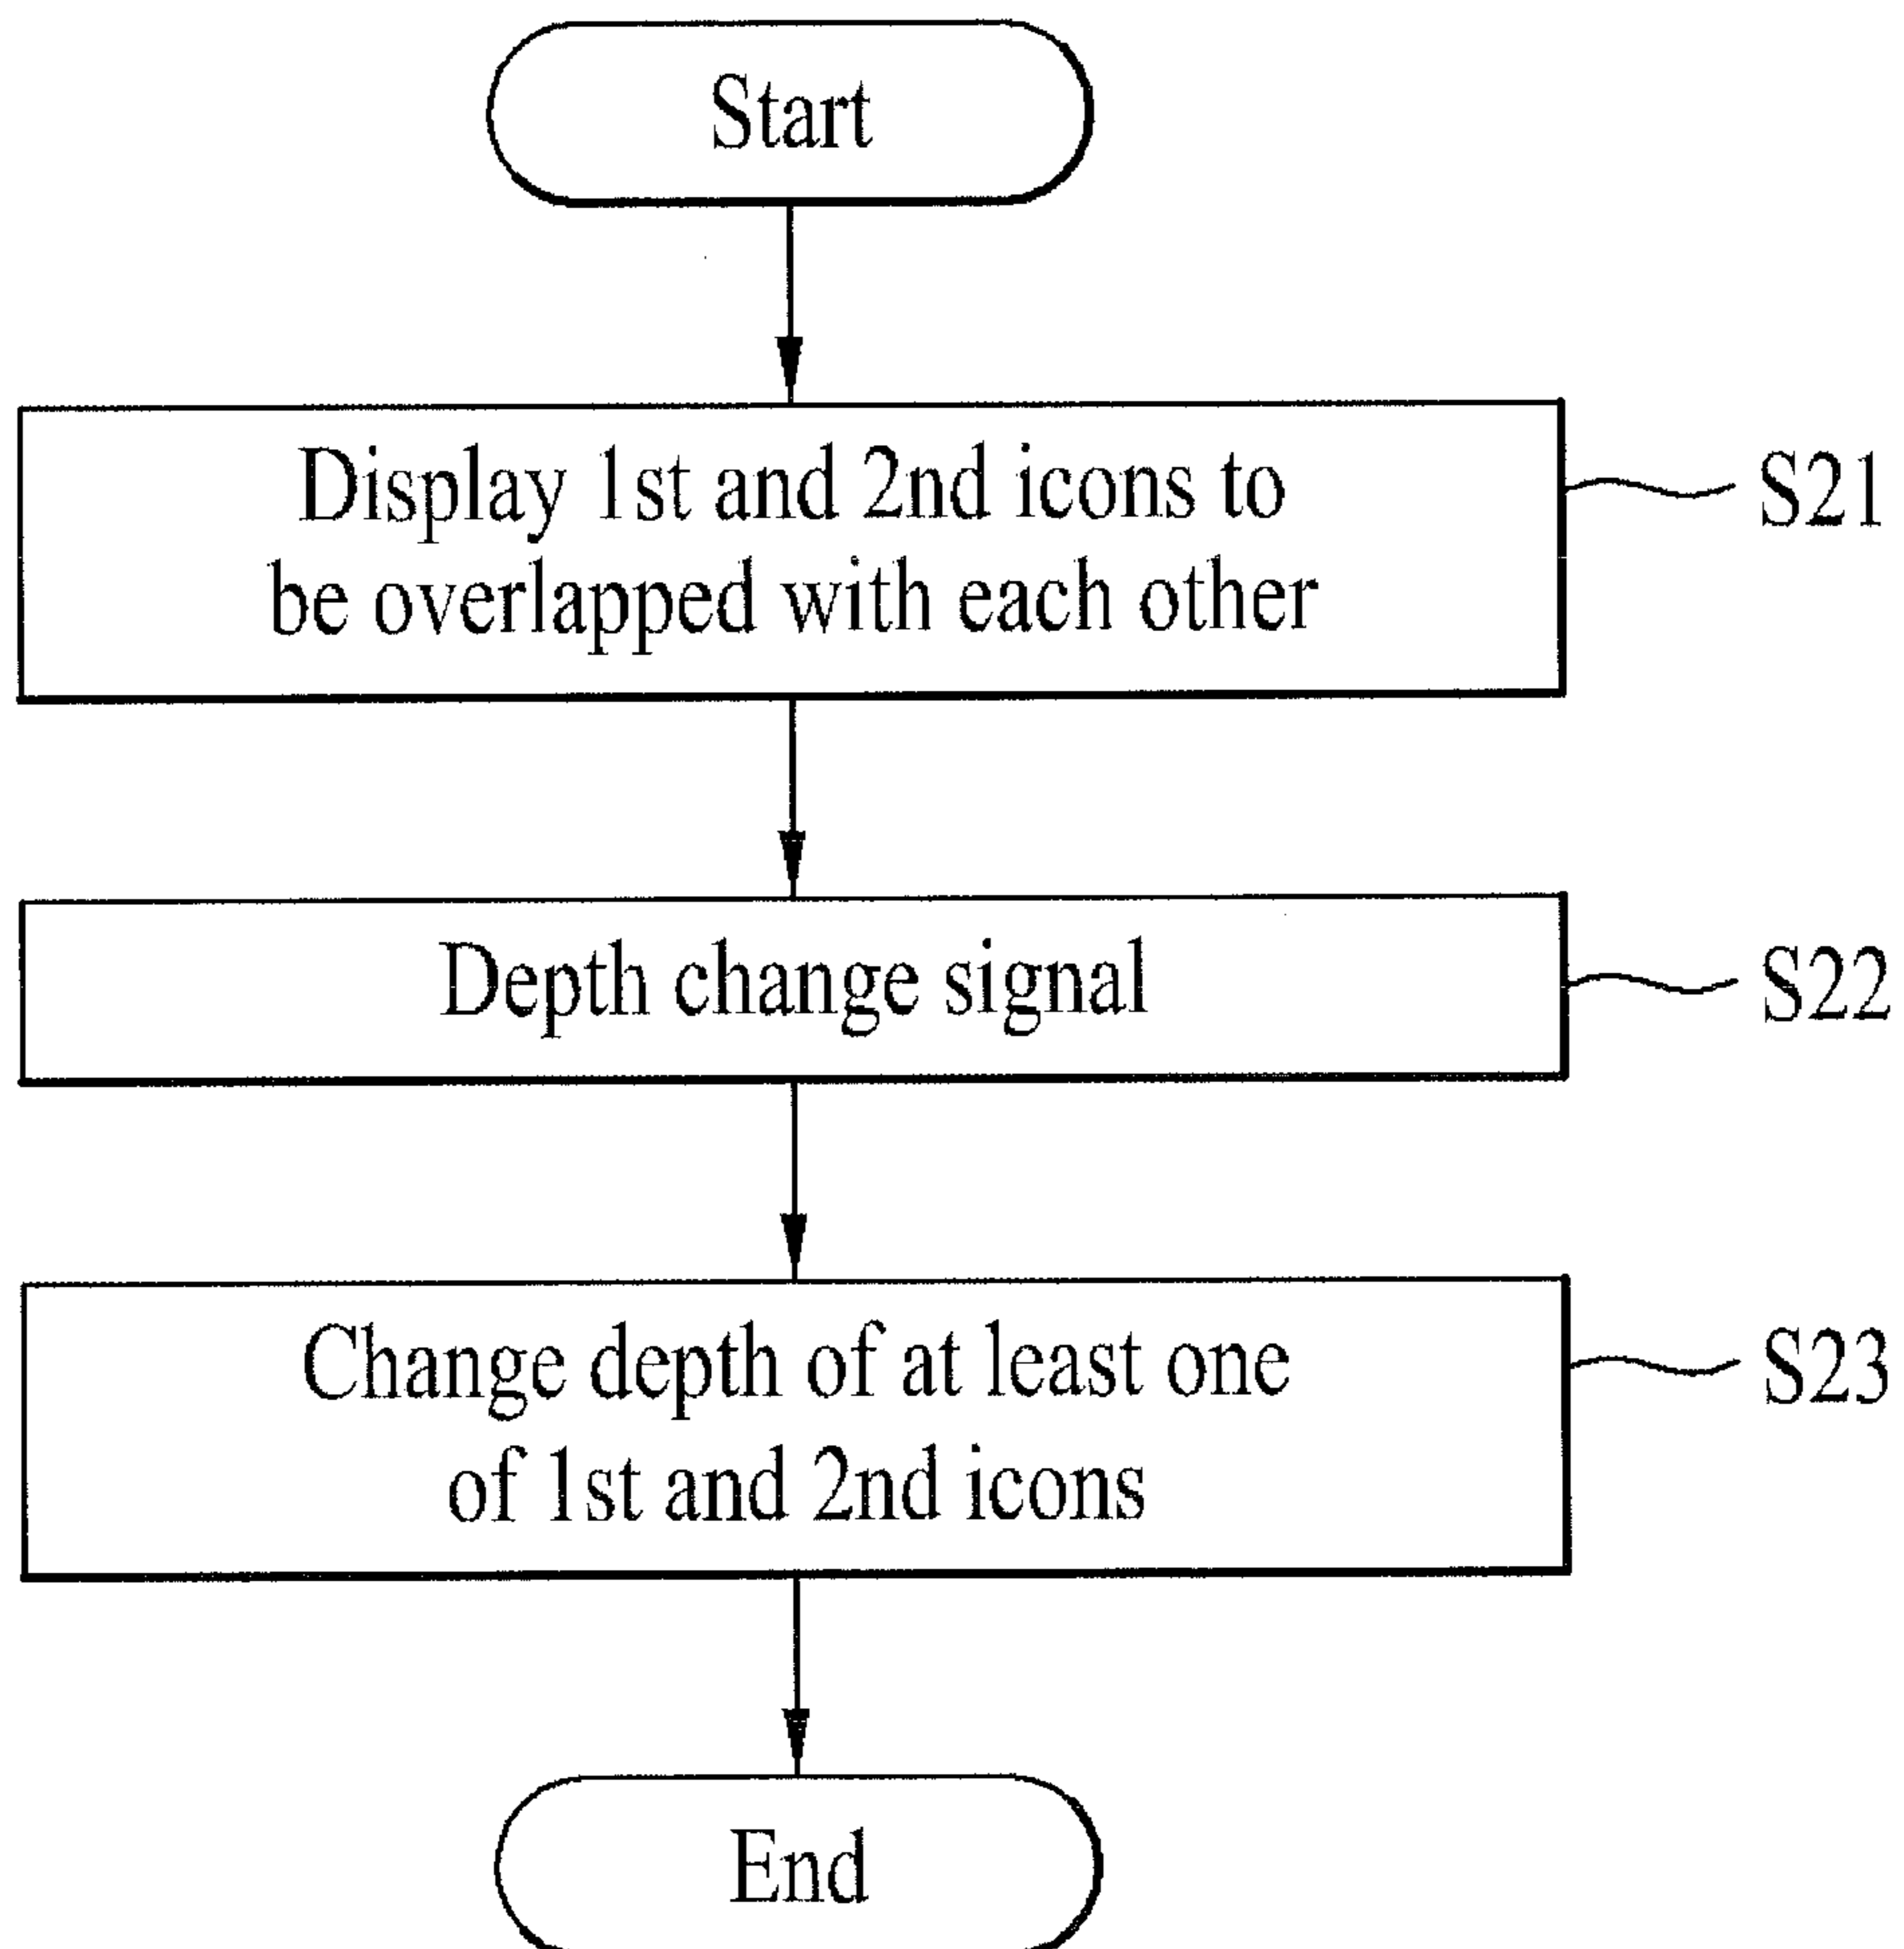 Start
Display 1st and 2nd icons to
be overlapped with each other
S21
Depth change signal
S22
Change depth of at least one
of 1st and 2nd icons
S23
End